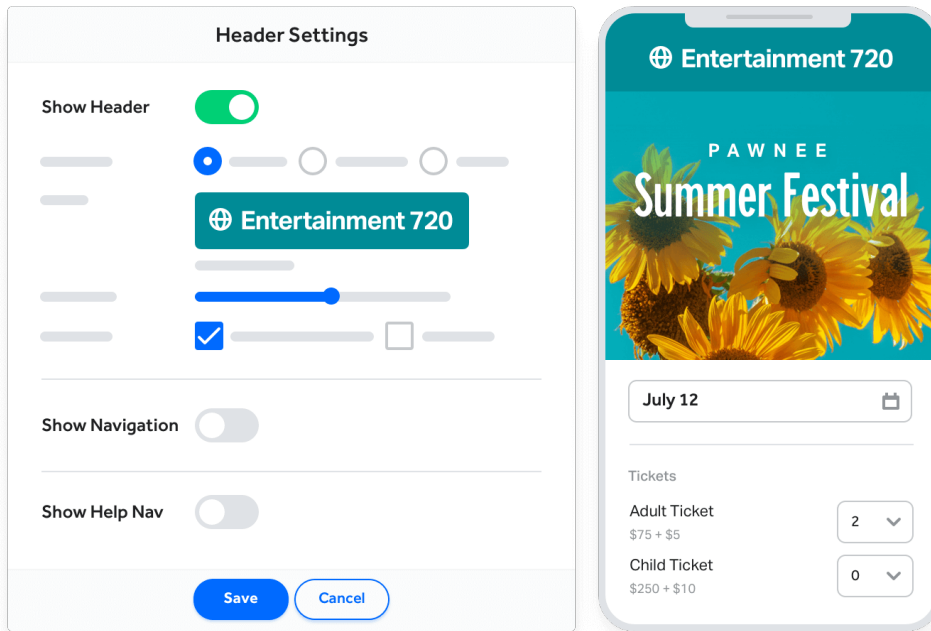 Header Settings
Show Header
Entertainment 720
Show Navigation
Show Help Nav
Save
Cancel
Entertainment 720
PAWNEE
Summer Festival
July 12
Tickets
Adult Ticket
2
$75 + $5
Child Ticket
0
$250 + $10